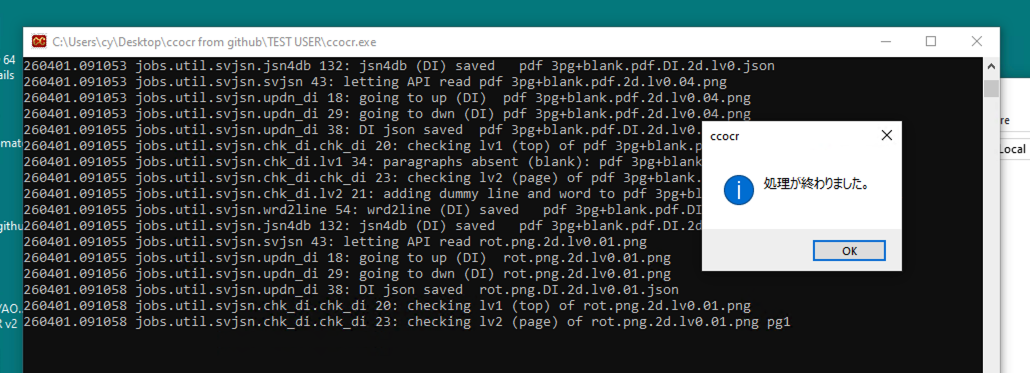 64
ails
mat
githu
/AO.
R v2
C:\Users\cy\Desktop\ccocr from github\TEST USER\ccocr.exe
260401.091053 jobs.util.svjsn.jsn4db 132: jsn4db (DI) saved   pdf 3pg+blank.pdf.DI.2d.lv0.json
260401.091053 jobs.util.svjsn.svjsn 43: letting API read pdf 3pg+blank.pdf.2d.lv0.04.png
260401.091053 jobs.util.svjsn.updn_di 18: going to up (DI)  pdf 3pg+blank.pdf.2d.lv0.04.png
260401.091053 jobs.util.svjsn.updn_di 29: going to dwn (DI) pdf 3pg+blank.pdf.2d.lv0.04.png
260401.091055 jobs.util.svjsn.updn_di 38: DI json saved  pdf 3pg+blank.pdf.DI.2d.lv0.
260401.091055 jobs.util.svjsn.chk_di.chk_di 20: checking lv1 (top) of pdf 3pg+blank.pdf.
260401.091055 jobs.util.svjsn.chk_di.lv1 34: paragraphs absent (blank): pdf 3pg+blank.pd
260401.091055 jobs.util.svjsn.chk_di.chk_di 23: checking lv2 (page) of pdf 3pg+blank.pdf
260401.091055 jobs.util.svjsn.chk_di.lv2 21: adding dummy line and word to pdf 3pg+bl
260401.091055 jobs.util.svjsn.wrd2line 54: wrd2line (DI) saved   pdf 3pg+blank.pdf.DI
260401.091055 jobs.util.svjsn.jsn4db 132: jsn4db (DI) saved   pdf 3pg+blank.pdf.DI.2d
260401.091055 jobs.util.svjsn.svjsn 43: letting API read rot.png.2d.lv0.01.png
260401.091055 jobs.util.svjsn.updn_di 18: going to up (DI)  rot.png.2d.lv0.01.png
260401.091056 jobs.util.svjsn.updn_di 29: going to dwn (DI) rot.png.2d.lv0.01.png
260401.091058 jobs.util.svjsn.updn_di 38: DI json saved  rot.png.DI.2d.lv0.01.json
260401.091058 jobs.util.svjsn.chk_di.chk_di 20: checking lv1 (top) of rot.png.2d.lv0.01.png
260401.091058 jobs.util.svjsn.chk_di.chk_di 23: checking lv2 (page) of rot.png.2d.lv0.01.png pg1
ccocr
処理が終わりました。
OK
re
Local